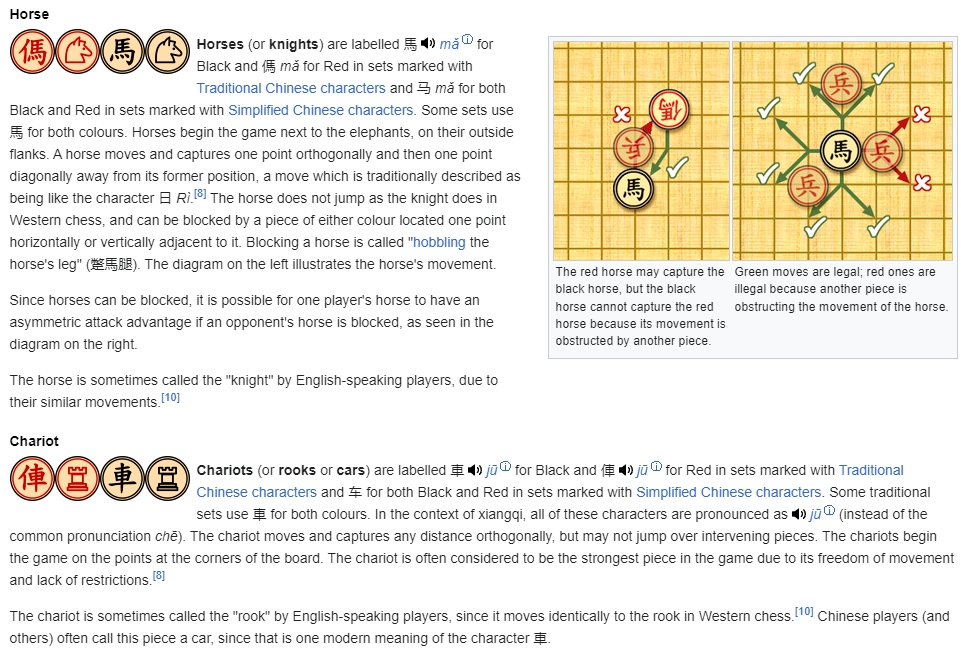 Horse
傌 馬
Horses (or knights) are labelled 馬 mǎ ⓘ for
Black and 傌 mǎ for Red in sets marked with
Traditional Chinese characters and 马 mǎ for both
Black and Red in sets marked with Simplified Chinese characters. Some sets use
馬 for both colours. Horses begin the game next to the elephants, on their outside
flanks. A horse moves and captures one point orthogonally and then one point
diagonally away from its former position, a move which is traditionally described as
being like the character 日 Rì.[8] The horse does not jump as the knight does in
Western chess, and can be blocked by a piece of either colour located one point
horizontally or vertically adjacent to it. Blocking a horse is called "hobbling the
horse's leg" (蹩馬腿). The diagram on the left illustrates the horse's movement.
Since horses can be blocked, it is possible for one player's horse to have an
asymmetric attack advantage if an opponent's horse is blocked, as seen in the
diagram on the right.
The horse is sometimes called the "knight" by English-speaking players, due to
their similar movements.[10]
傌
兵
馬
The red horse may capture the
black horse, but the black
horse cannot capture the red
horse because its movement is
obstructed by another piece.
兵
馬 兵
兵
Green moves are legal; red ones are
illegal because another piece is
obstructing the movement of the horse.
Chariot
俥 車
Chariots (or rooks or cars) are labelled 車 jū ⓘ for Black and 俥 jū ⓘ for Red in sets marked with Traditional
Chinese characters and 车 for both Black and Red in sets marked with Simplified Chinese characters. Some traditional
sets use 車 for both colours. In the context of xiangqi, all of these characters are pronounced as jū ⓘ (instead of the
common pronunciation chē). The chariot moves and captures any distance orthogonally, but may not jump over intervening pieces. The chariots begin
the game on the points at the corners of the board. The chariot is often considered to be the strongest piece in the game due to its freedom of movement
and lack of restrictions.[8]
The chariot is sometimes called the "rook" by English-speaking players, since it moves identically to the rook in Western chess.[10] Chinese players (and
others) often call this piece a car, since that is one modern meaning of the character 車.